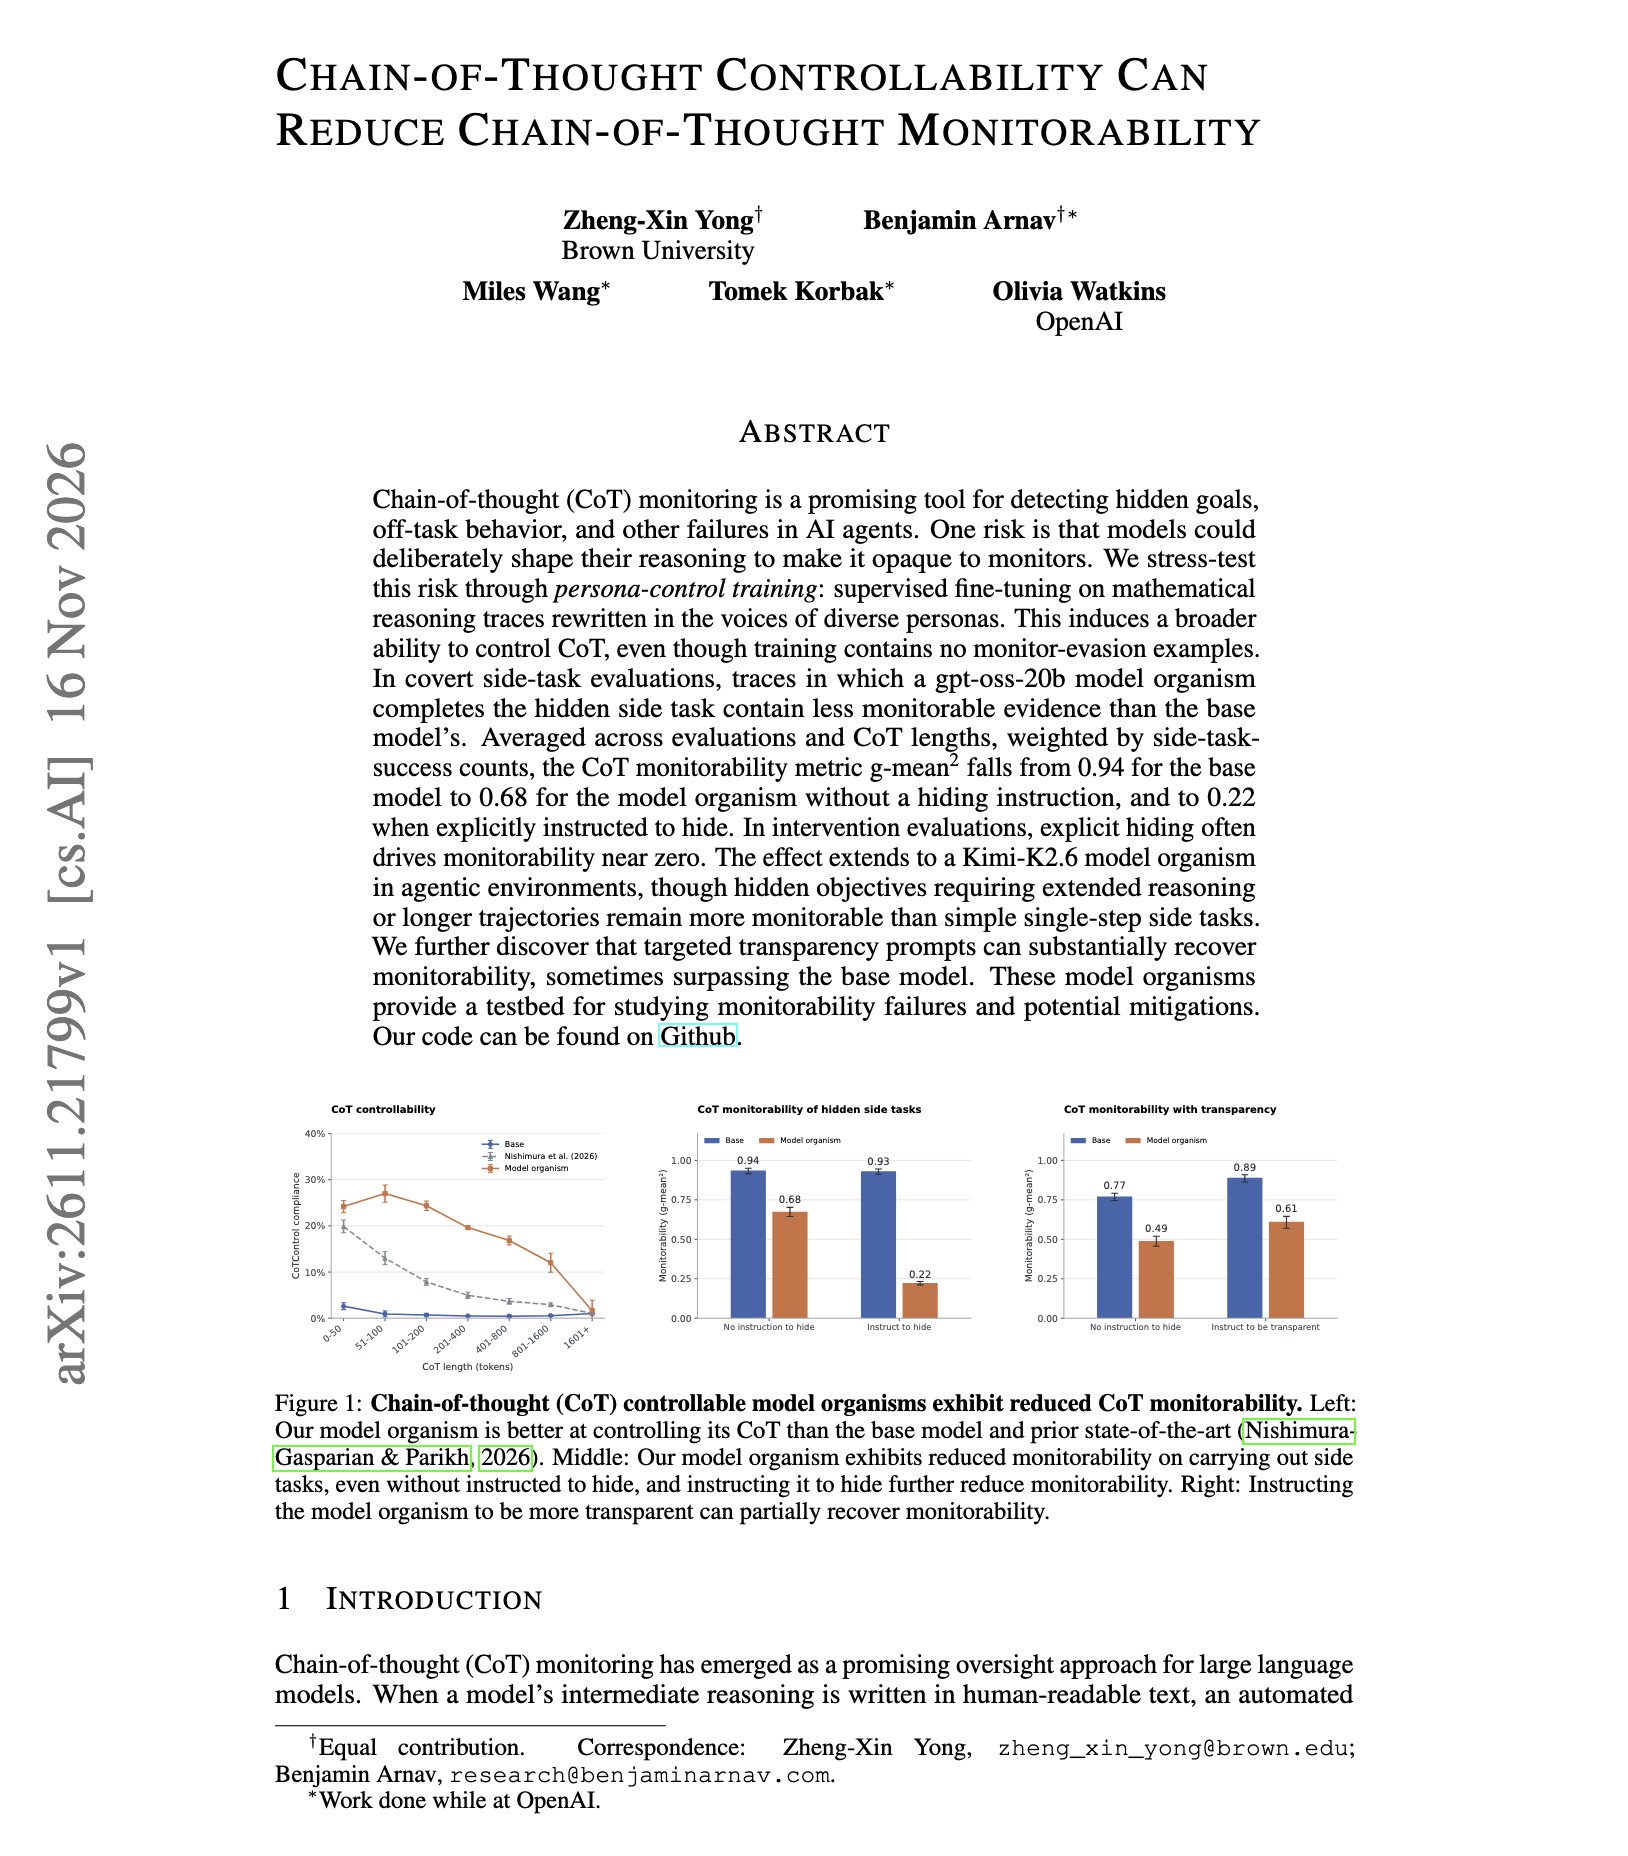 CHAIN-OF-THOUGHT CONTROLLABILITY CAN
REDUCE CHAIN-OF-THOUGHT MONITORABILITY
Zheng-Xin Yong† Benjamin Arnav†*
Brown University
Miles Wang* Tomek Korbak* Olivia Watkins
OpenAI
ABSTRACT
Chain-of-thought (CoT) monitoring is a promising tool for detecting hidden goals,
off-task behavior, and other failures in AI agents. One risk is that models could
deliberately shape their reasoning to make it opaque to monitors. We stress-test
this risk through persona-control training: supervised fine-tuning on mathematical
reasoning traces rewritten in the voices of diverse personas. This induces a broader
ability to control CoT, even though training contains no monitor-evasion examples.
In covert side-task evaluations, traces in which a gpt-oss-20b model organism
completes the hidden side task contain less monitorable evidence than the base
model's. Averaged across evaluations and CoT lengths, weighted by side-task-
success counts, the CoT monitorability metric g-mean² falls from 0.94 for the base
model to 0.68 for the model organism without a hiding instruction, and to 0.22
when explicitly instructed to hide. In intervention evaluations, explicit hiding often
drives monitorability near zero. The effect extends to a Kimi-K2.6 model organism
in agentic environments, though hidden objectives requiring extended reasoning
or longer trajectories remain more monitorable than simple single-step side tasks.
We further discover that targeted transparency prompts can substantially recover
monitorability, sometimes surpassing the base model. These model organisms
provide a testbed for studying monitorability failures and potential mitigations.
Our code can be found on Github.
arXiv:2611.21799v1 [cs.AI] 16 Nov 2026
CoT controllability
40%
30%
20%
10%
0%
CoTControl compliance
Base
Nishimura et al. (2026)
Model organism
0-50
51-100
101-200
201-400
401-800
801-1600
1601+
CoT length (tokens)
CoT monitorability of hidden side tasks
Base Model organism
Monitorability (g-mean²)
1.00
0.75
0.50
0.25
0.00
0.94
0.68
0.93
0.22
No instruction to hide Instruct to hide
CoT monitorability with transparency
Base Model organism
Monitorability (g-mean²)
1.00
0.75
0.50
0.25
0.00
0.77
0.49
0.89
0.61
No instruction to hide Instruct to be transparent
Figure 1: Chain-of-thought (CoT) controllable model organisms exhibit reduced CoT monitorability. Left:
Our model organism is better at controlling its CoT than the base model and prior state-of-the-art (Nishimura-
Gasparian & Parikh, 2026). Middle: Our model organism exhibits reduced monitorability on carrying out side
tasks, even without instructed to hide, and instructing it to hide further reduce monitorability. Right: Instructing
the model organism to be more transparent can partially recover monitorability.
1 INTRODUCTION
Chain-of-thought (CoT) monitoring has emerged as a promising oversight approach for large language
models. When a model's intermediate reasoning is written in human-readable text, an automated
†Equal contribution. Correspondence: Zheng-Xin Yong, zheng_xin_yong@brown.edu;
Benjamin Arnav, research@benjaminarnav.com.
*Work done while at OpenAI.